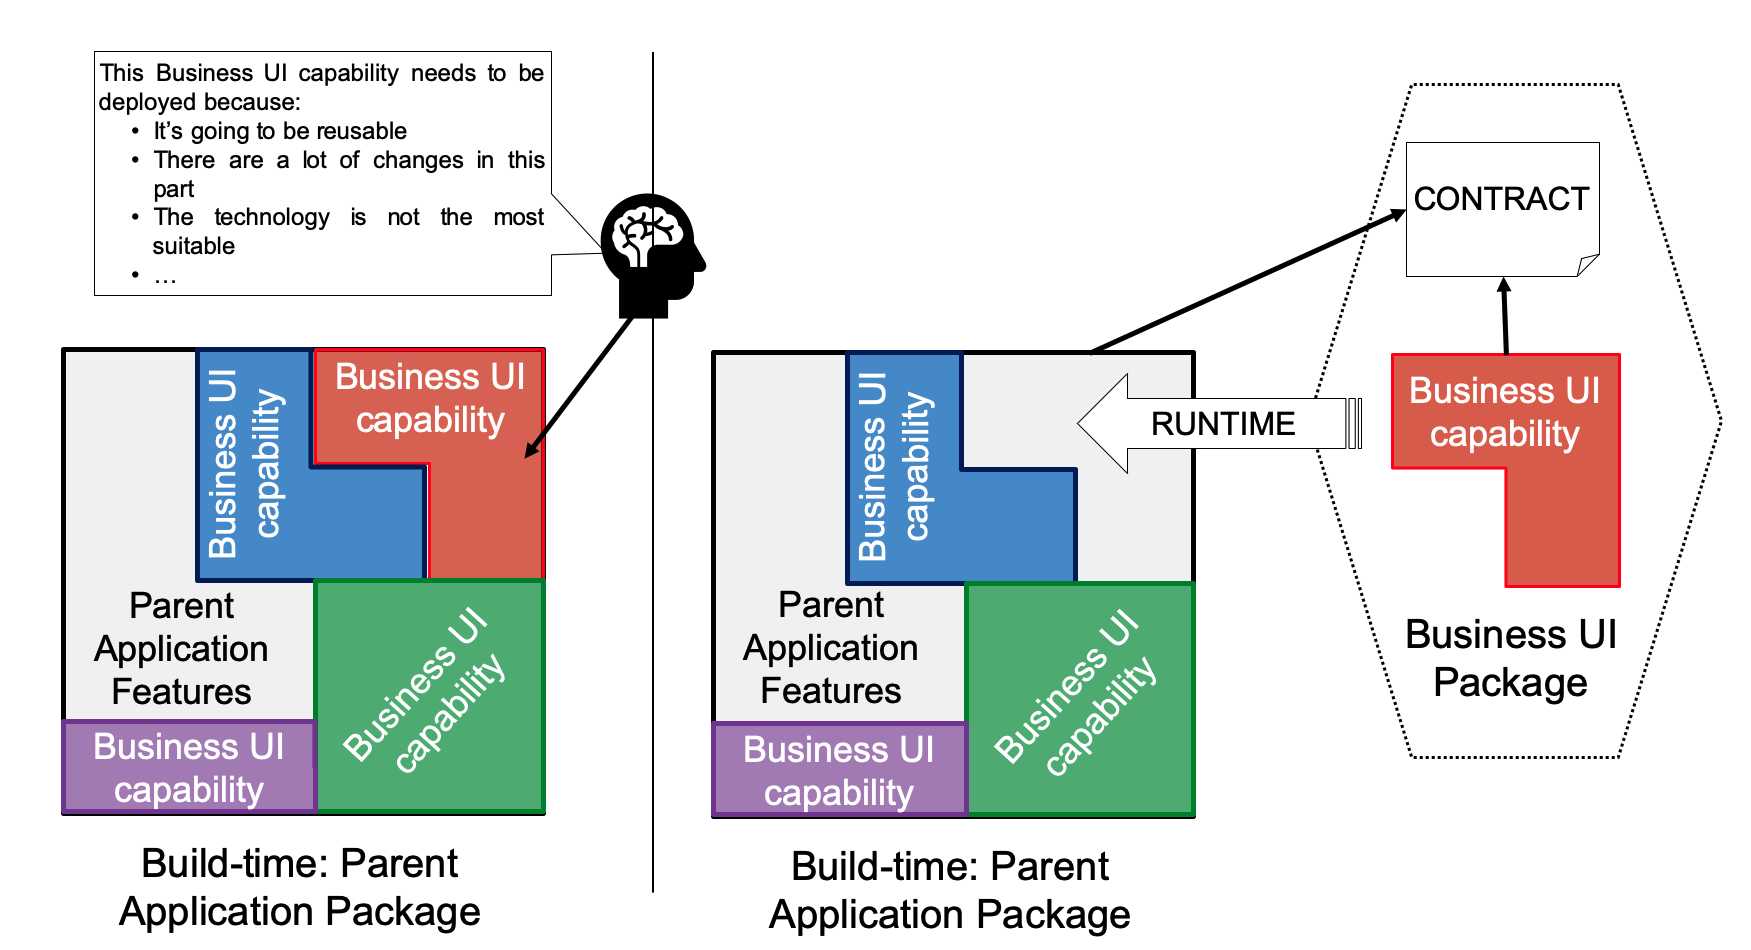 This Business UI capability needs to be
deployed because:
• It's going to be reusable
• There are a lot of changes in this
part
• The technology is not the most
suitable
• ...
Business UI
capability
Business UI
capability
Parent
Application
Features
Business UI
capability
Business UI
capability
Build-time: Parent
Application Package
CONTRACT
Business UI
capability
RUNTIME
Business UI
capability
Parent
Application
Features
Business UI
capability
Business UI
capability
Business UI
Package
Build-time: Parent
Application Package